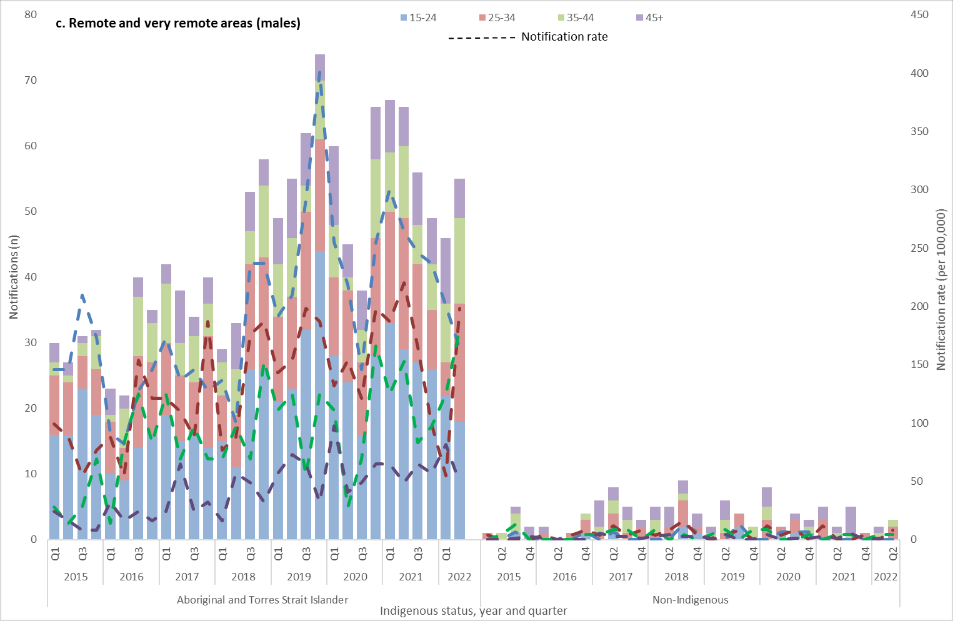 c. Remote and very remote areas (males)
15-24 25-34 35-44 45+
Notification rate
80 70 60 50 40 30 20 10 0
Notifications (n)
450 400 350 300 250 200 150 100 50 0
Notification rate (per 100,000)
Q1 Q3 Q1 Q3 Q1 Q3 Q1 Q3 Q1 Q3 Q1 Q3 Q1 Q3 Q1 Q2 Q4 Q2 Q4 Q2 Q4 Q2 Q4 Q2 Q4 Q2 Q4 Q2 Q4 Q2
2015 2016 2017 2018 2019 2020 2021 2022 2015 2016 2017 2018 2019 2020 2021 2022
Aboriginal and Torres Strait Islander Non-Indigenous
Indigenous status, year and quarter